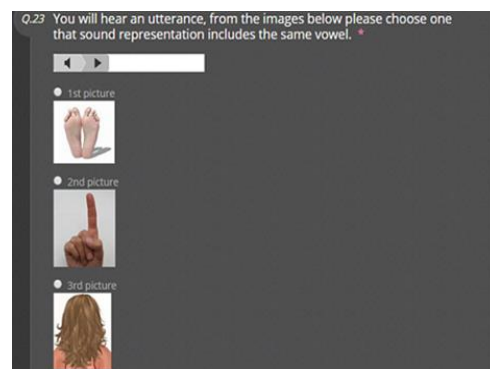 Q.23 You will hear an utterance, from the images below please choose one
that sound representation includes the same vowel. *
1st picture
2nd picture
3rd picture